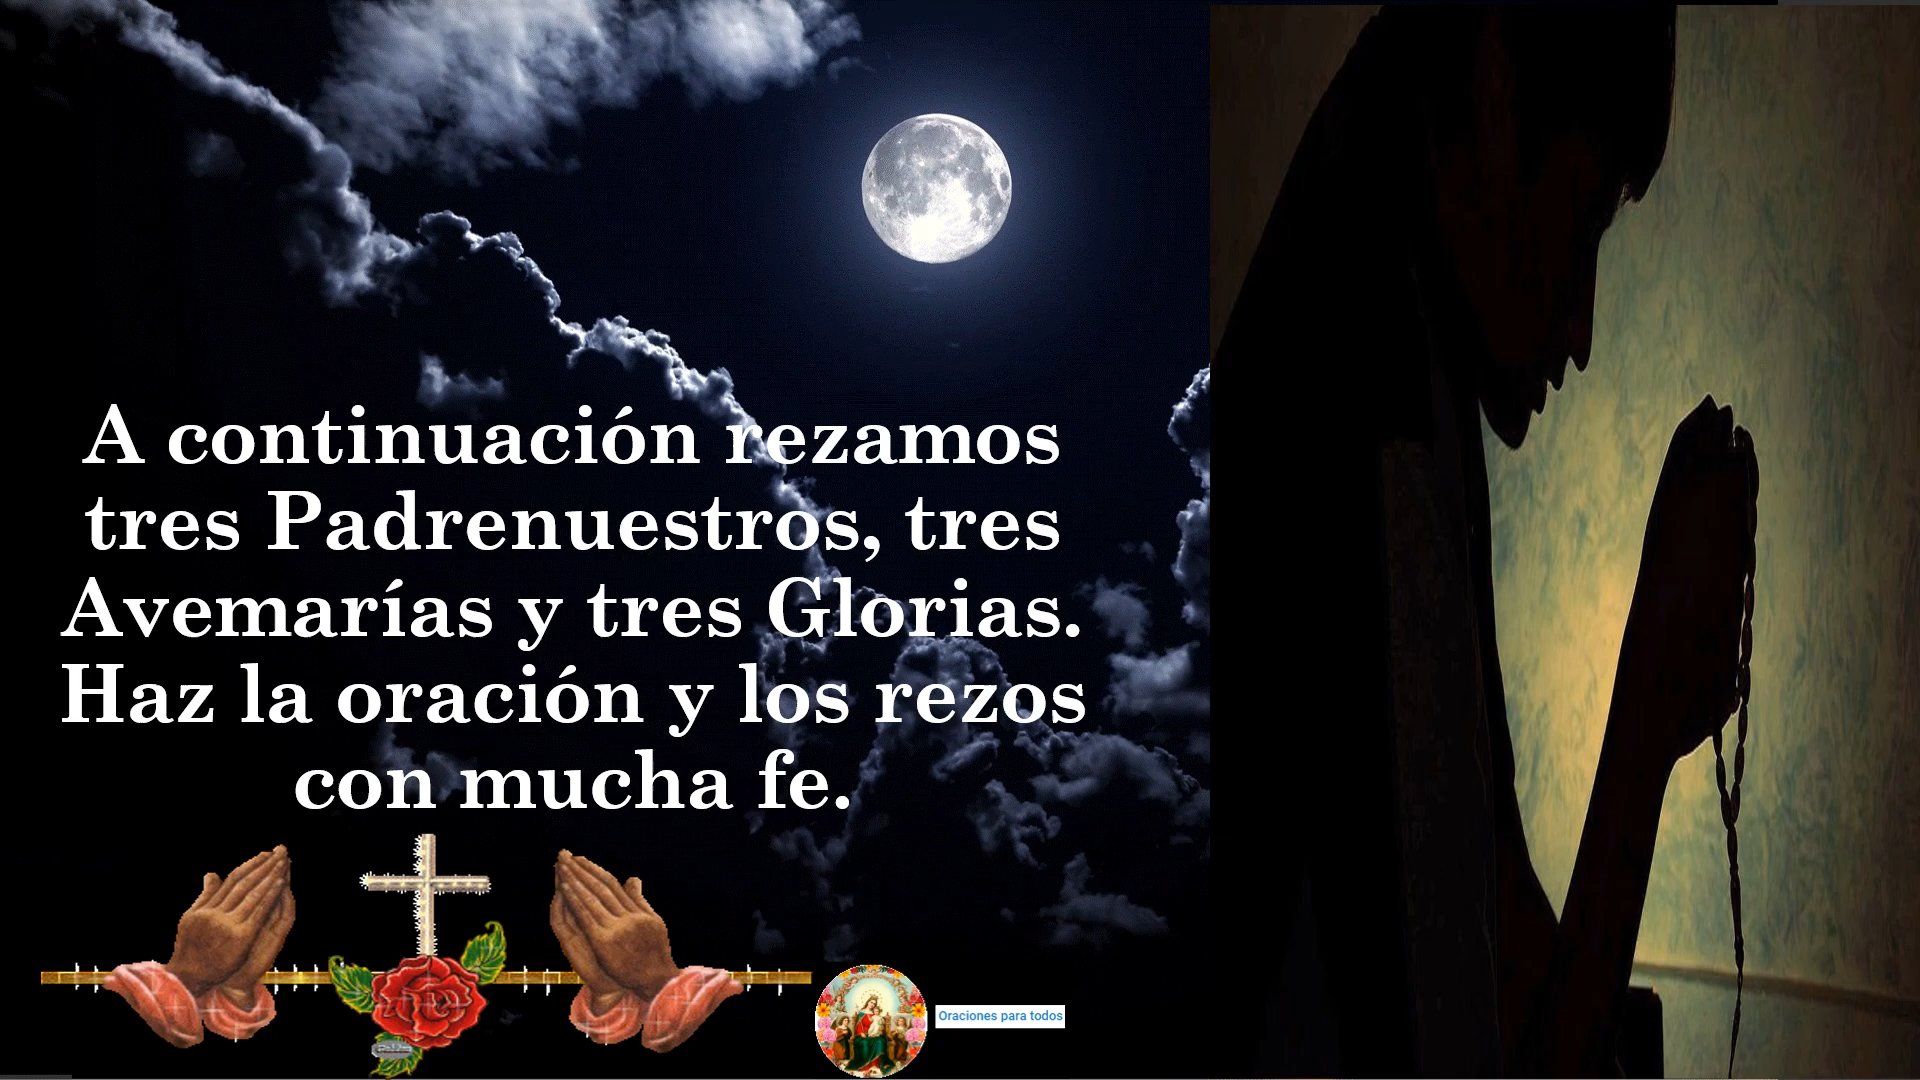 A continuación rezamos
tres Padrenuestros, tres
Avemarías y tres Glorias.
Haz la oración y los rezos
con mucha fe.
Oraciones para todos